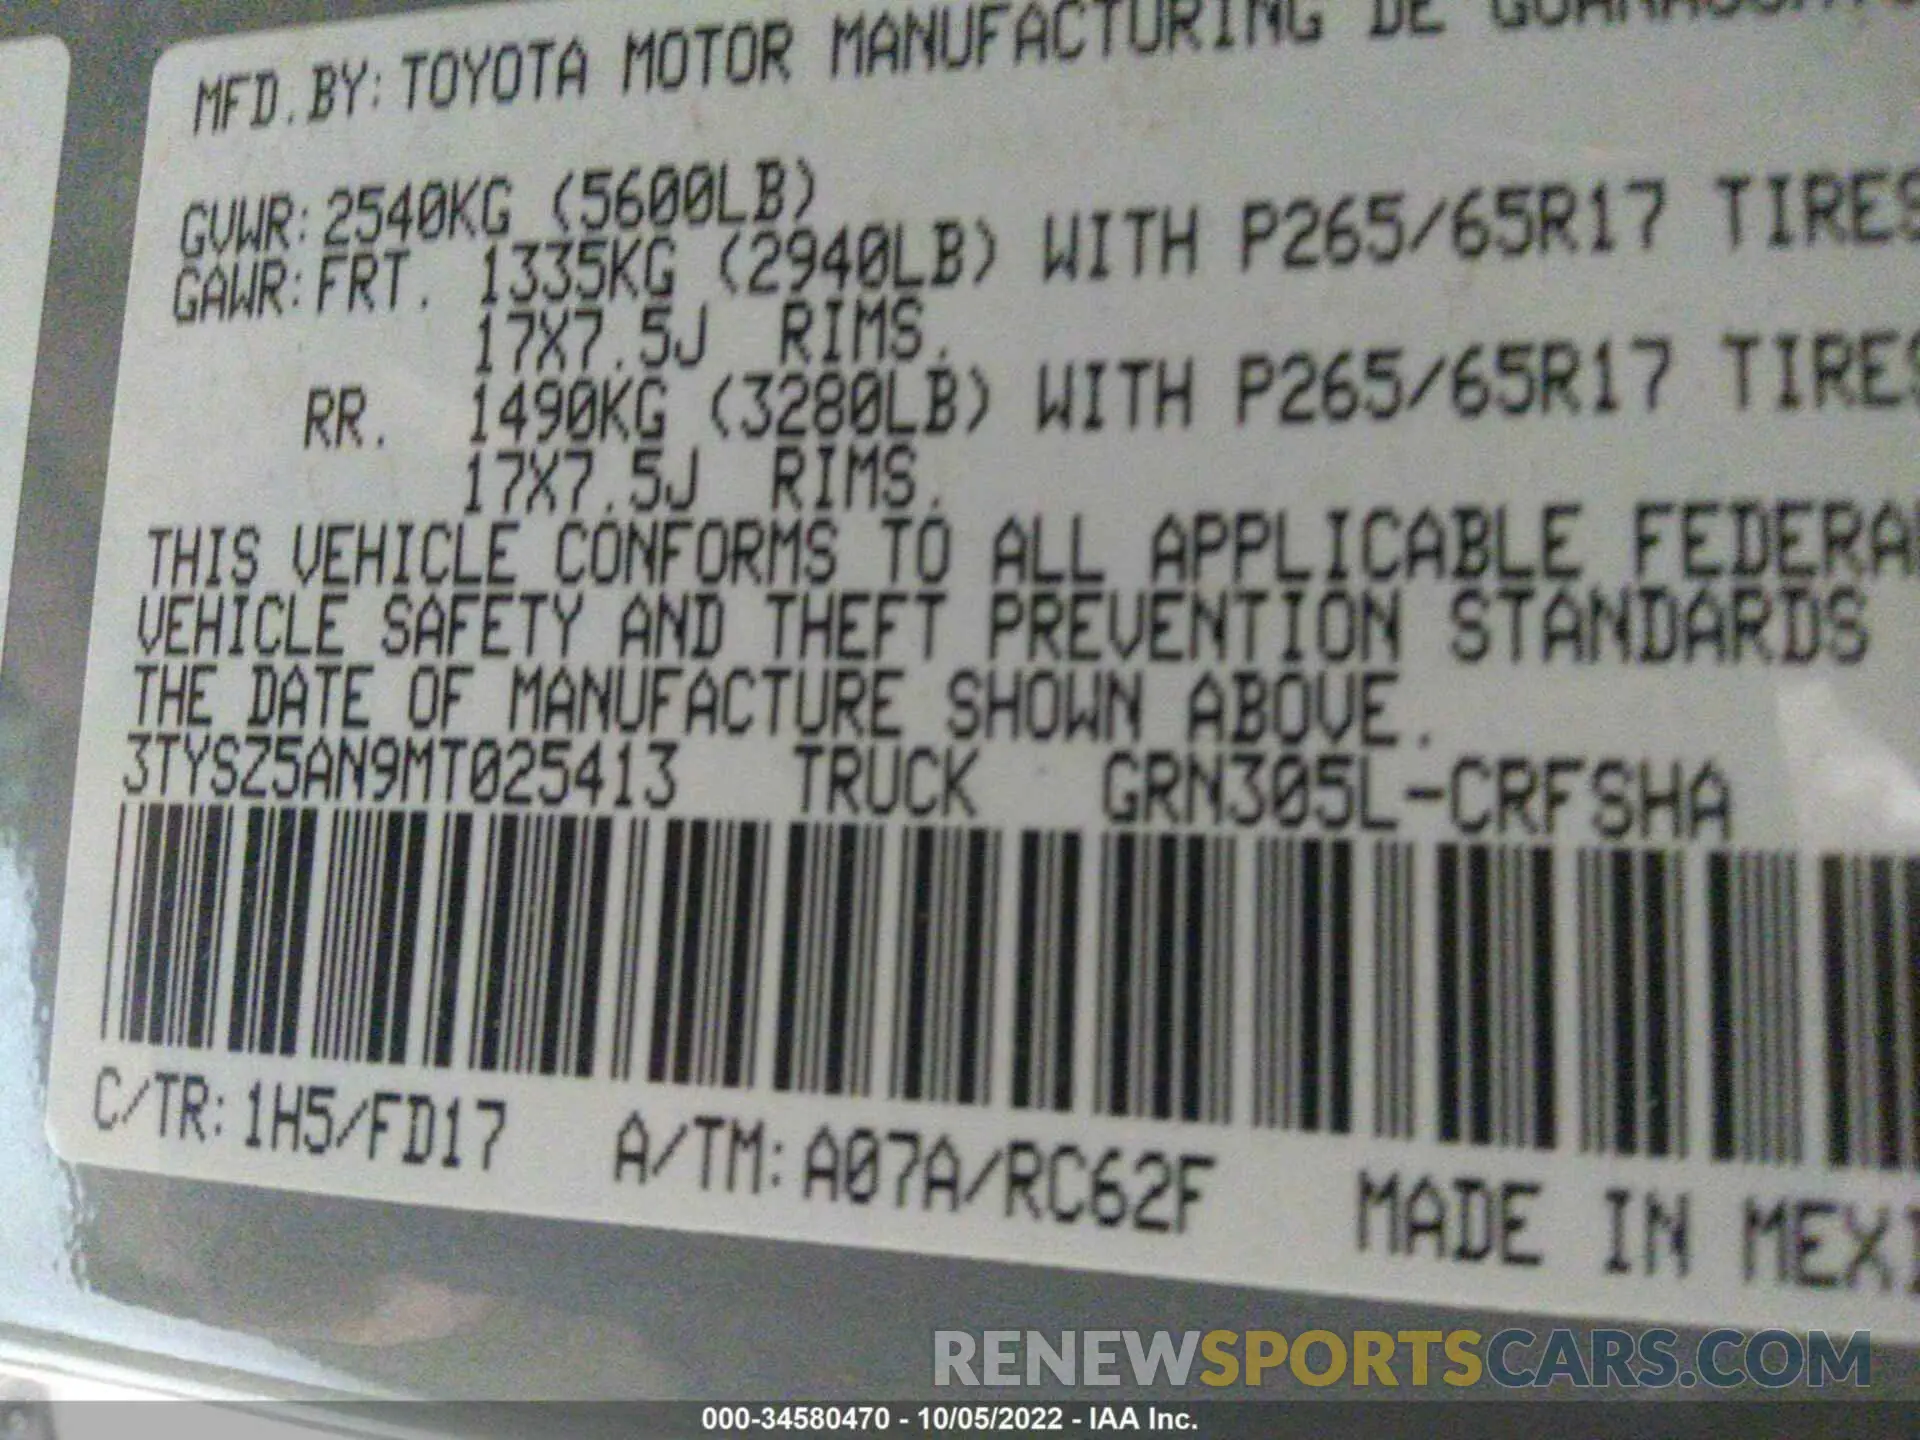 MFD.BY: TOYOTA MOTOR MANUFACTURING DE
GVWR: 2540KG (5600LB)
GAWR: FRT. 1335KG (2940LB) WITH P265/65R17 TIRES
17X7.5J RIMS.
RR. 1490KG (3280LB) WITH P265/65R17 TIRES
17X7.5J RIMS.
THIS VEHICLE CONFORMS TO ALL APPLICABLE FEDERA
VEHICLE SAFETY AND THEFT PREVENTION STANDARDS
THE DATE OF MANUFACTURE SHOWN ABOVE.
3TYSZ5AN9MT025413 TRUCK GRN305L-CRFSHA
C/TR: 1H5/FD17 A/TM: A07A/RC62F MADE IN MEXI
RENEWSPORTSCARS.COM
000-34580470 - 10/05/2022 - IAA Inc.